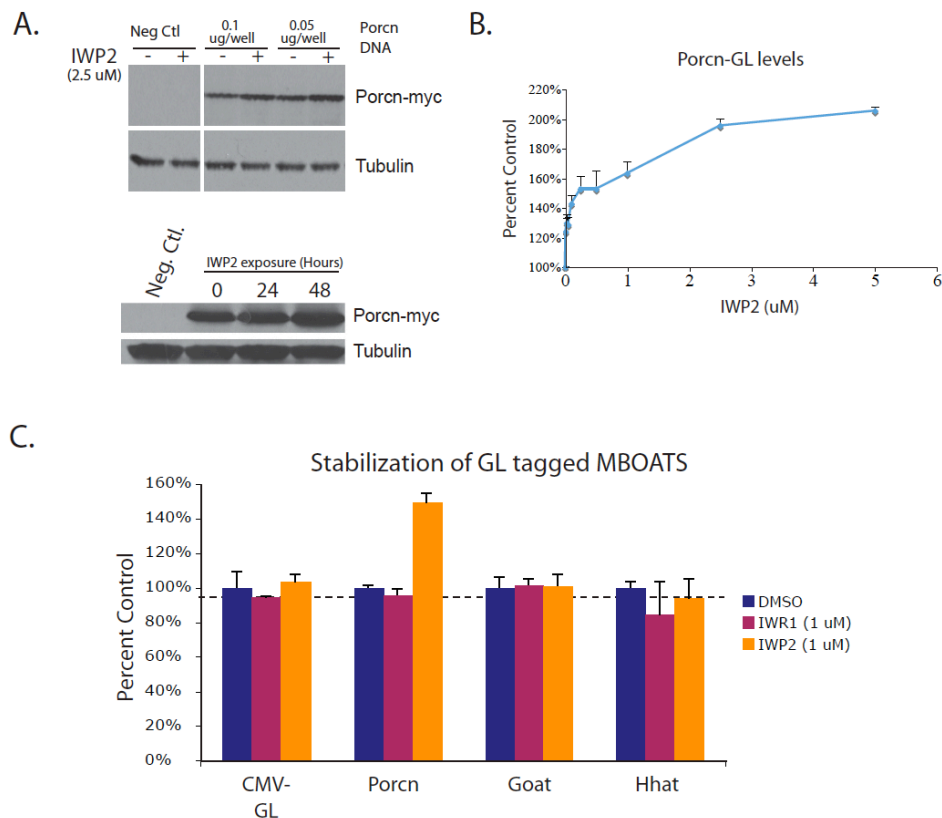 A.
Neg Ctl
0.1
ug/well
0.05
ug/well
Porcn
DNA
IWP2
(2.5 uM)
- + - + - +
Porcn-myc
Tubulin
Neg. Ctl.
IWP2 exposure (Hours)
0 24 48
Porcn-myc
Tubulin
B.
Porcn-GL levels
Percent Control
220%
200%
180%
160%
140%
120%
100%
0 1 2 3 4 5 6
IWP2 (uM)
C.
Stabilization of GL tagged MBOATS
Percent Control
160%
140%
120%
100%
80%
60%
40%
20%
0%
CMV-
GL
Porcn
Goat
Hhat
DMSO
IWR1 (1 uM)
IWP2 (1 uM)